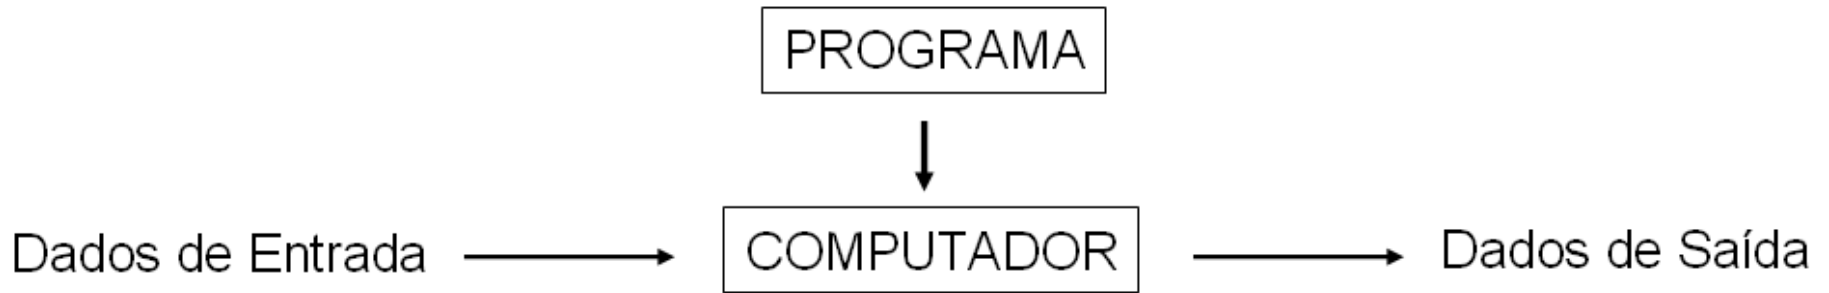 PROGRAMA
Dados de Entrada
COMPUTADOR
Dados de Saída